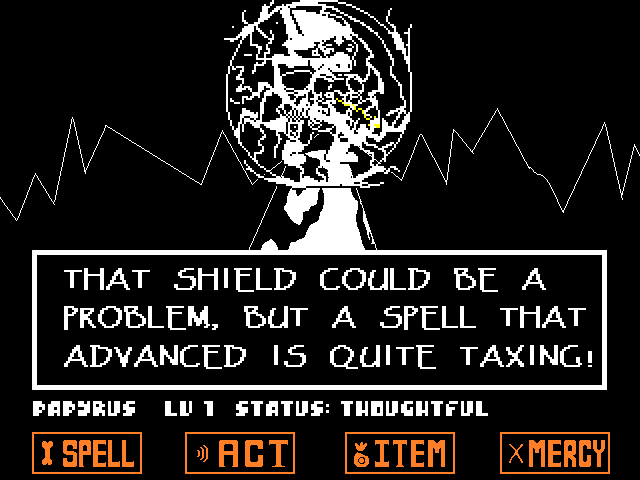 THAT SHIELD COULD BE A
PROBLEM, BUT A SPELL THAT
ADVANCED IS QUITE TAXING!
PAPYRUS LV 1 STATUS: THOUGHTFUL
SPELL ACT ITEM MERCY